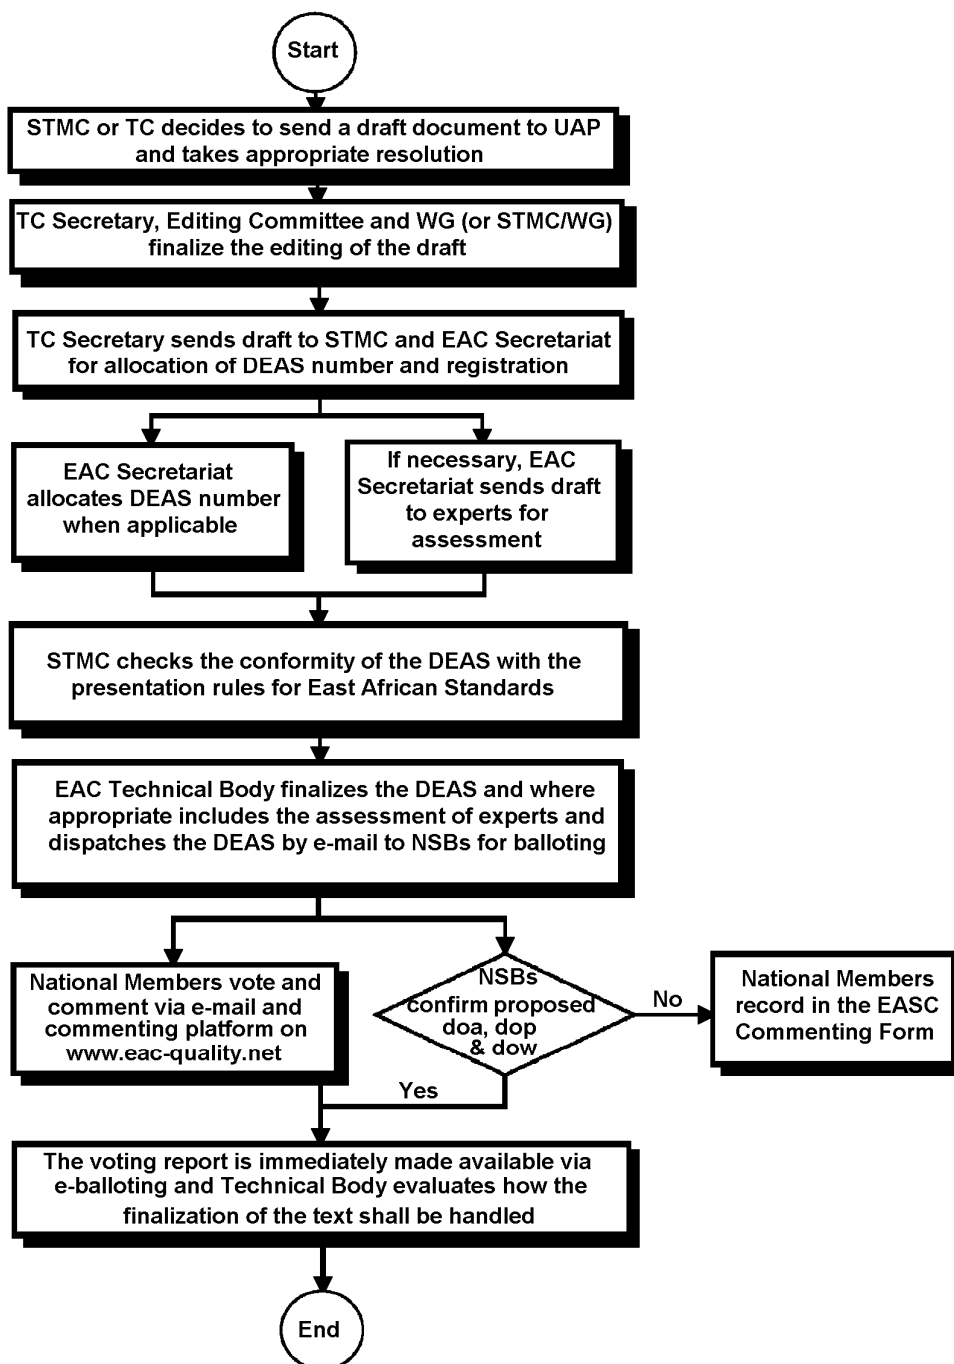 Start
STMC or TC decides to send a draft document to UAP
and takes appropriate resolution
TC Secretary, Editing Committee and WG (or STMC/WG)
finalize the editing of the draft
TC Secretary sends draft to STMC and EAC Secretariat
for allocation of DEAS number and registration
EAC Secretariat
allocates DEAS number
when applicable
If necessary, EAC
Secretariat sends draft
to experts for
assessment
STMC checks the conformity of the DEAS with the
presentation rules for East African Standards
EAC Technical Body finalizes the DEAS and where
appropriate includes the assessment of experts and
dispatches the DEAS by e-mail to NSBs for balloting
National Members vote and
comment via e-mail and
commenting platform on
www.eac-quality.net
NSBs
confirm proposed
doa, dop
& dow
No
National Members
record in the EASC
Commenting Form
Yes
The voting report is immediately made available via
e-balloting and Technical Body evaluates how the
finalization of the text shall be handled
End